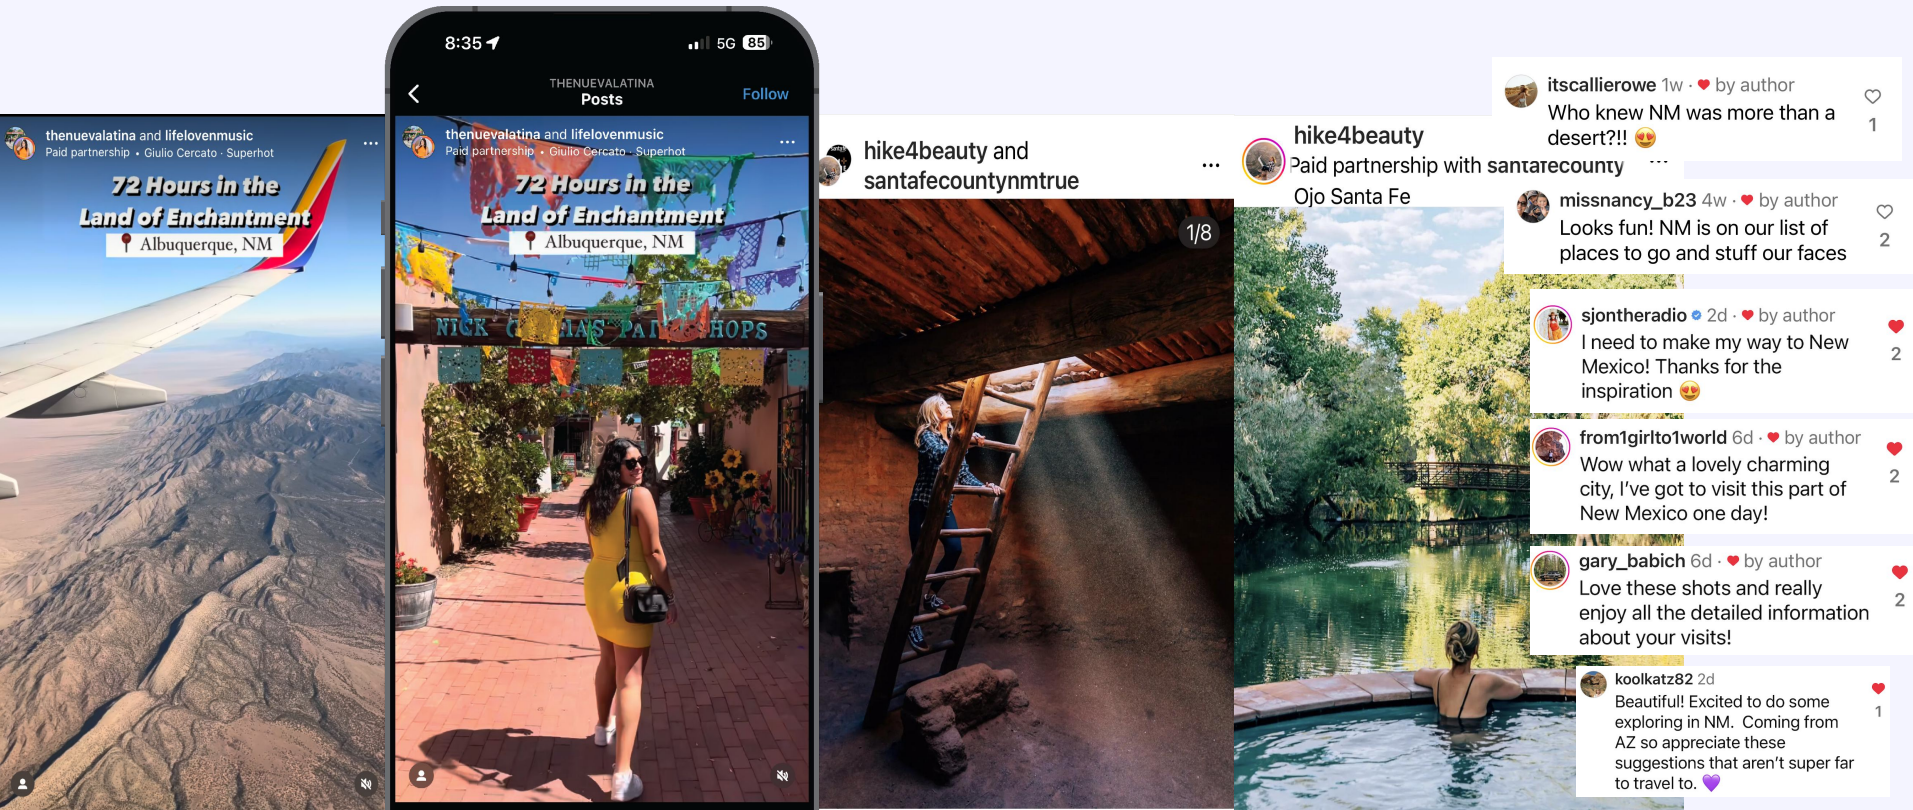 thenuevalatina and lifelovenmusic
Paid partnership • Giulio Cercato · Superhot
72 Hours in the
Land of Enchantment
📍 Albuquerque, NM
8:35
5G 85
THENUEVALATINA
Posts
Follow
thenuevalatina and lifelovenmusic
Paid partnership • Giulio Cercato · Superhot
72 Hours in the
Land of Enchantment
📍 Albuquerque, NM
NICK
PA
HOPS
hike4beauty and
santafecountynmtrue
1/8
hike4beauty
Paid partnership with santafecounty
Ojo Santa Fe
itscallierowe 1w · ♥ by author
Who knew NM was more than a
desert?!! 😍
1
missnancy_b23 4w · ♥ by author
Looks fun! NM is on our list of
places to go and stuff our faces
2
sjontheradio 2d · ♥ by author
I need to make my way to New
Mexico! Thanks for the
inspiration 😍
2
from1girlto1world 6d · ♥ by author
Wow what a lovely charming
city, I've got to visit this part of
New Mexico one day!
2
gary_babich 6d · ♥ by author
Love these shots and really
enjoy all the detailed information
about your visits!
2
koolkatz82 2d
Beautiful! Excited to do some
exploring in NM. Coming from
AZ so appreciate these
suggestions that aren't super far
to travel to. 💜
1